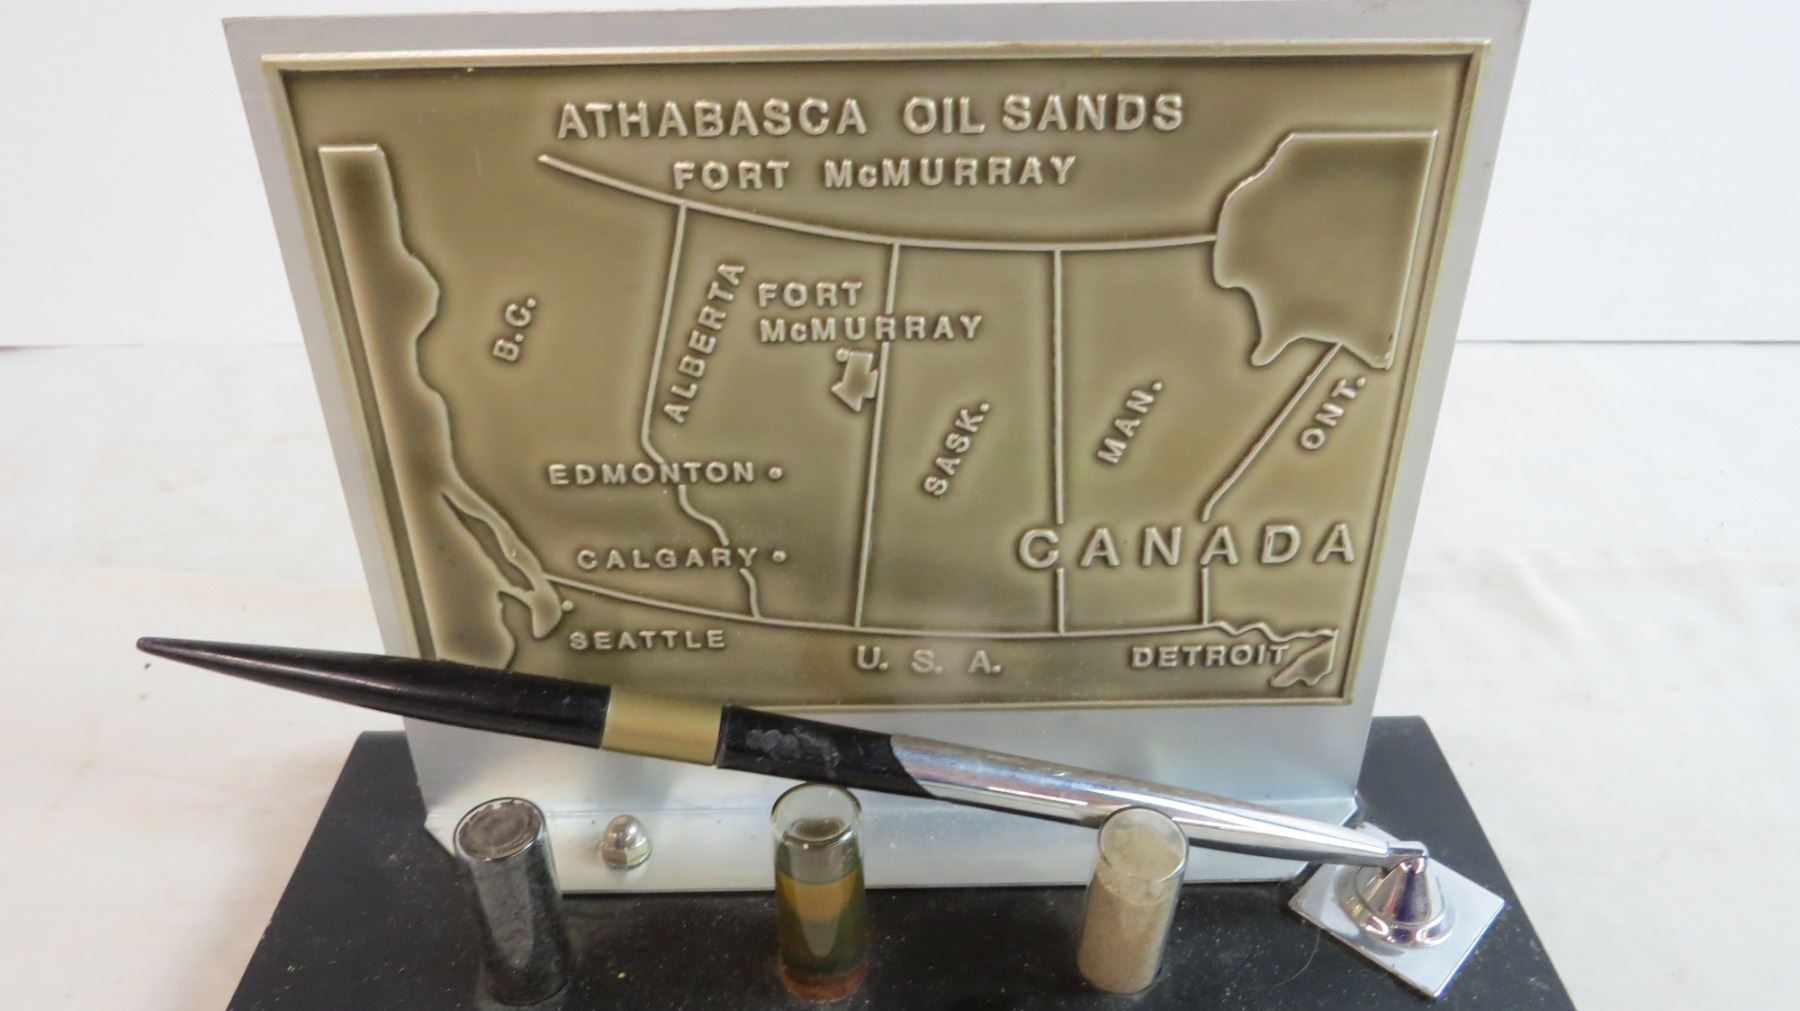 ATHABASCA OIL SANDS
FORT McMURRAY
B.C.
ALBERTA
FORT
McMURRAY
SASK.
MAN.
ONT.
EDMONTON
CALGARY
CANADA
SEATTLE
U. S. A.
DETROIT